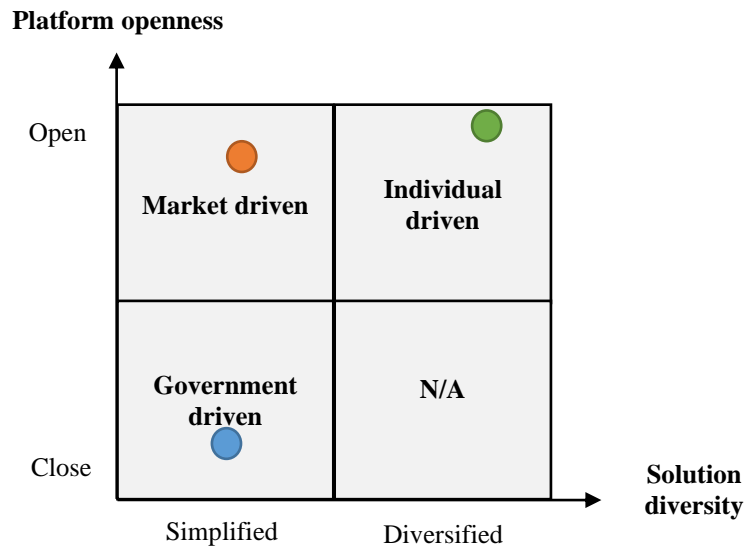 Platform openness
Open
Market driven
Individual
driven
Government
driven
N/A
Close
Simplified
Diversified
Solution
diversity